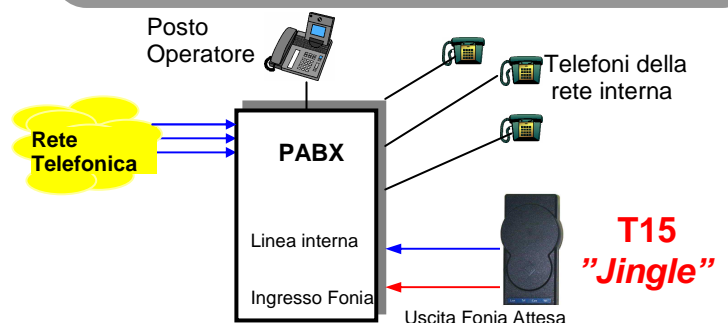 Posto
Operatore
Telefoni della
rete interna
Rete
Telefonica
PABX
Linea interna
Ingresso Fonia
T15
"Jingle"
Uscita Fonia Attesa